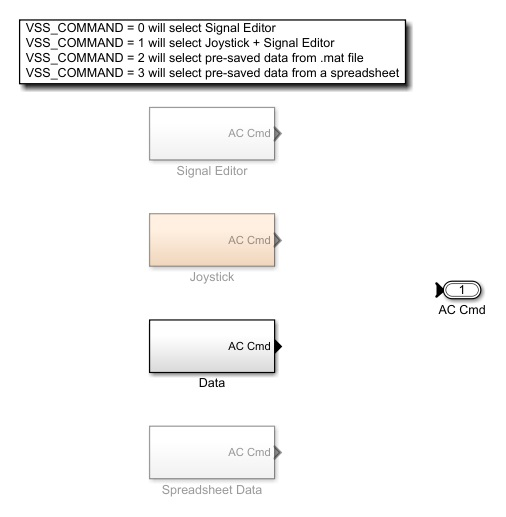 VSS_COMMAND = 0 will select Signal Editor
VSS_COMMAND = 1 will select Joystick + Signal Editor
VSS_COMMAND = 2 will select pre-saved data from .mat file
VSS_COMMAND = 3 will select pre-saved data from a spreadsheet
AC Cmd
Signal Editor
AC Cmd
Joystick
1
AC Cmd
AC Cmd
Data
AC Cmd
Spreadsheet Data